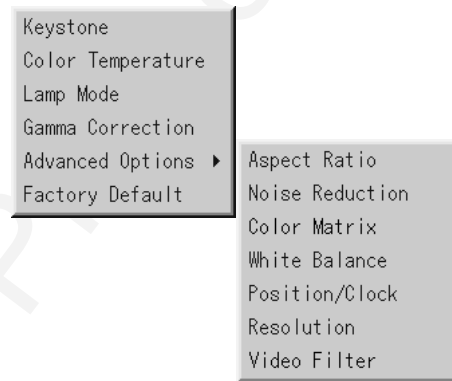 Keystone
Color Temperature
Lamp Mode
Gamma Correction
Advanced Options ▶
Factory Default
Aspect Ratio
Noise Reduction
Color Matrix
White Balance
Position/Clock
Resolution
Video Filter